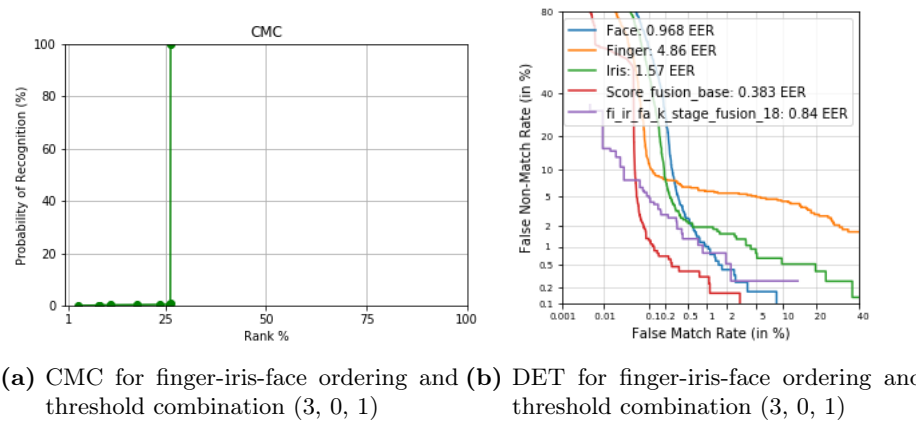 CMC
Probability of Recognition (%)
100
80
60
40
20
0
1
25
50
75
100
Rank %
False Non-Match Rate (in %)
80
40
20
10
5
2
1
0.5
0.2
0.1
Face: 0.968 EER
Finger: 4.86 EER
Iris: 1.57 EER
Score_fusion_base: 0.383 EER
fi_ir_fa_k_stage_fusion_18: 0.84 EER
0.001
0.01
0.1
0.2
0.5
1
2
5
10
20
40
False Match Rate (in %)
(a) CMC for finger-iris-face ordering and
threshold combination (3, 0, 1)
(b) DET for finger-iris-face ordering and
threshold combination (3, 0, 1)